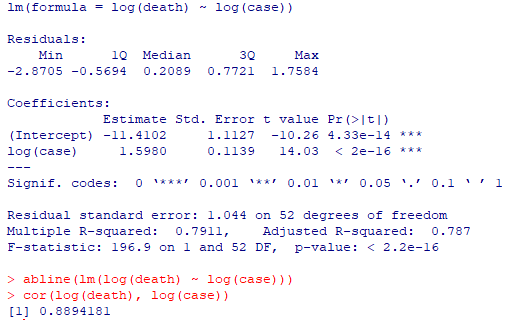 lm(formula = log(death) ~ log(case))
Residuals:
Min 1Q Median 3Q Max
-2.8705 -0.5694 0.2089 0.7721 1.7584
Coefficients:
Estimate Std. Error t value Pr(>|t|)
(Intercept) -11.4102 1.1127 -10.26 4.33e-14 ***
log(case) 1.5980 0.1139 14.03 < 2e-16 ***
---
Signif. codes: 0 ‘***’ 0.001 ‘**’ 0.01 ‘*’ 0.05 ‘.’ 0.1 ‘ ’ 1
Residual standard error: 1.044 on 52 degrees of freedom
Multiple R-squared: 0.7911, Adjusted R-squared: 0.787
F-statistic: 196.9 on 1 and 52 DF, p-value: < 2.2e-16
> abline(lm(log(death) ~ log(case)))
> cor(log(death), log(case))
[1] 0.8894181